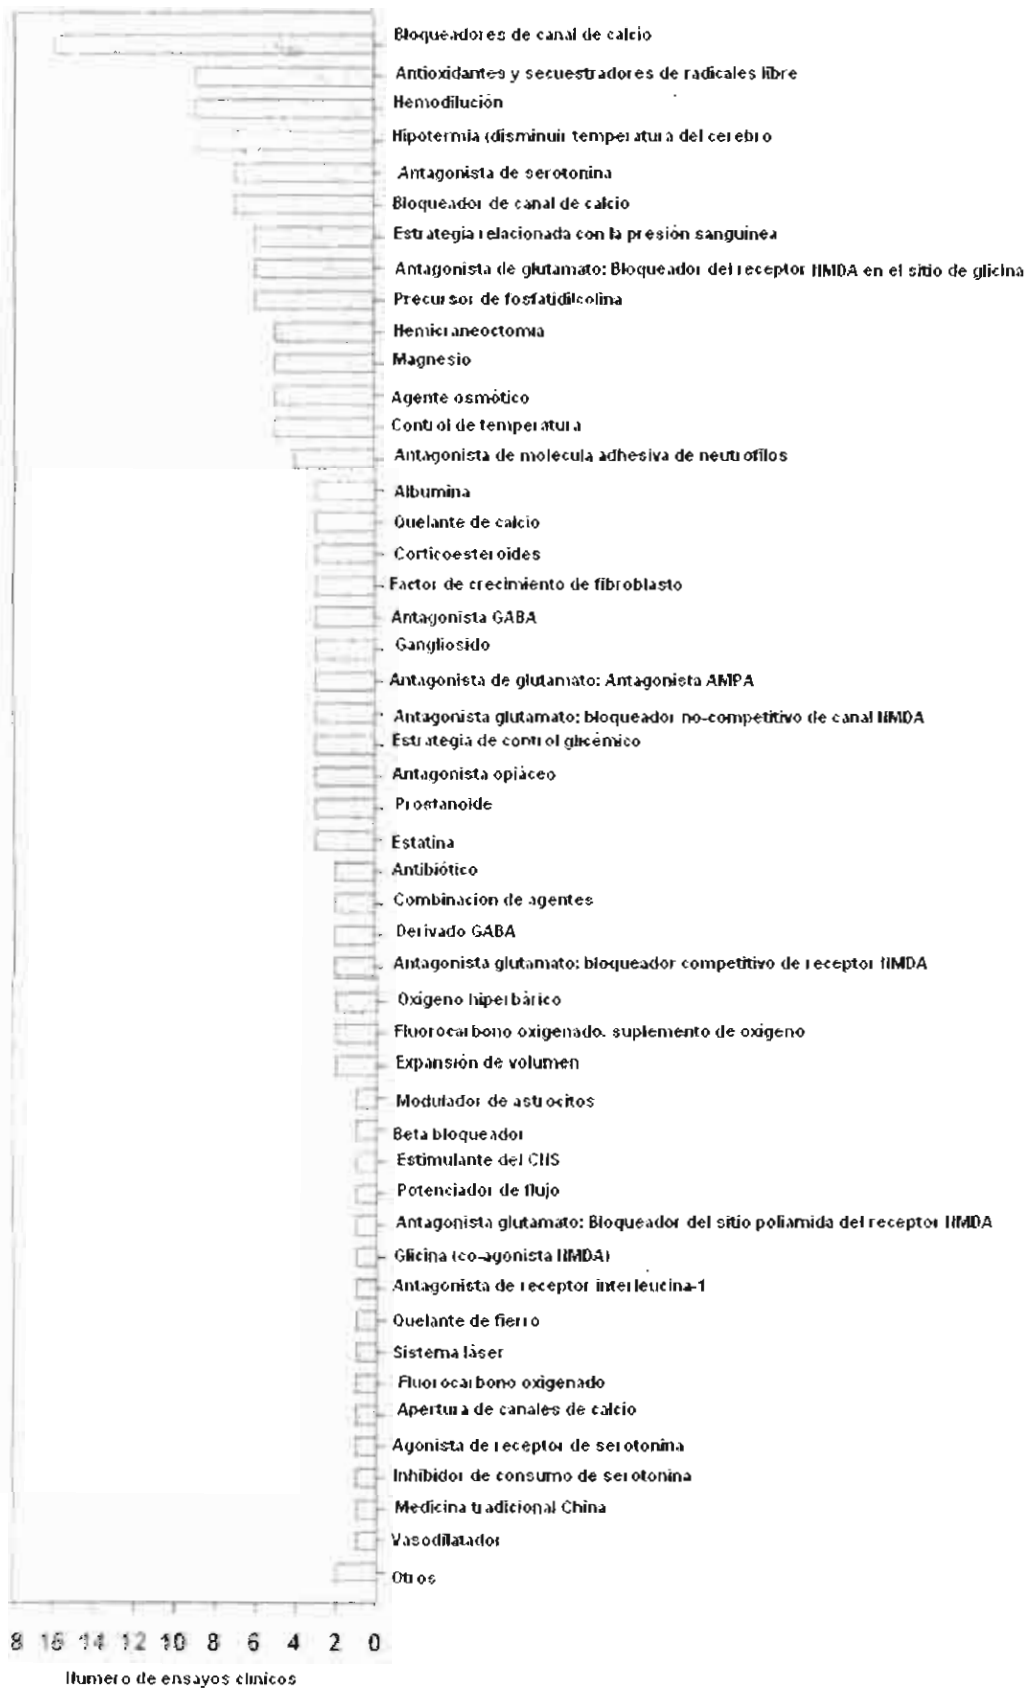 Bloqueadores de canal de calcio
Antioxidantes y secuestradores de radicales libre
Hemodilución
Hipotermia (disminuir temperatura del cerebro
Antagonista de serotonina
Bloqueador de canal de calcio
Estrategia relacionada con la presión sanguínea
Antagonista de glutamato: Bloqueador del receptor NMDA en el sitio de glicina
Precursor de fosfatidilcolina
Hemicraneoctomia
Magnesio
Agente osmótico
Control de temperatura
Antagonista de molecula adhesiva de neutrofilos
Albumina
Quelante de calcio
Corticoesteroides
Factor de crecimiento de fibroblasto
Antagonista GABA
Gangliosido
Antagonista de glutamato: Antagonista AMPA
Antagonista glutamato: bloqueador no-competitivo de canal NMDA
Estrategia de control glicémico
Antagonista opiáceo
Prostanoide
Estatina
Antibiótico
Combinacion de agentes
Derivado GABA
Antagonista glutamato: bloqueador competitivo de receptor NMDA
Oxigeno hiperbárico
Fluorocarbono oxigenado. suplemento de oxigeno
Expansión de volumen
Modulador de astrocitos
Beta bloqueador
Estimulante del CNS
Potenciador de flujo
Antagonista glutamato: Bloqueador del sitio poliamida del receptor NMDA
Glicina (co-agonista NMDA)
Antagonista de receptor interleucina-1
Quelante de fierro
Sistema láser
Fluorocarbono oxigenado
Apertura de canales de calcio
Agonista de receptor de serotonina
Inhibidor de consumo de serotonina
Medicina tradicional China
Vasodilatador
Otros
8 16 14 12 10 8 6 4 2 0
Numero de ensayos clinicos